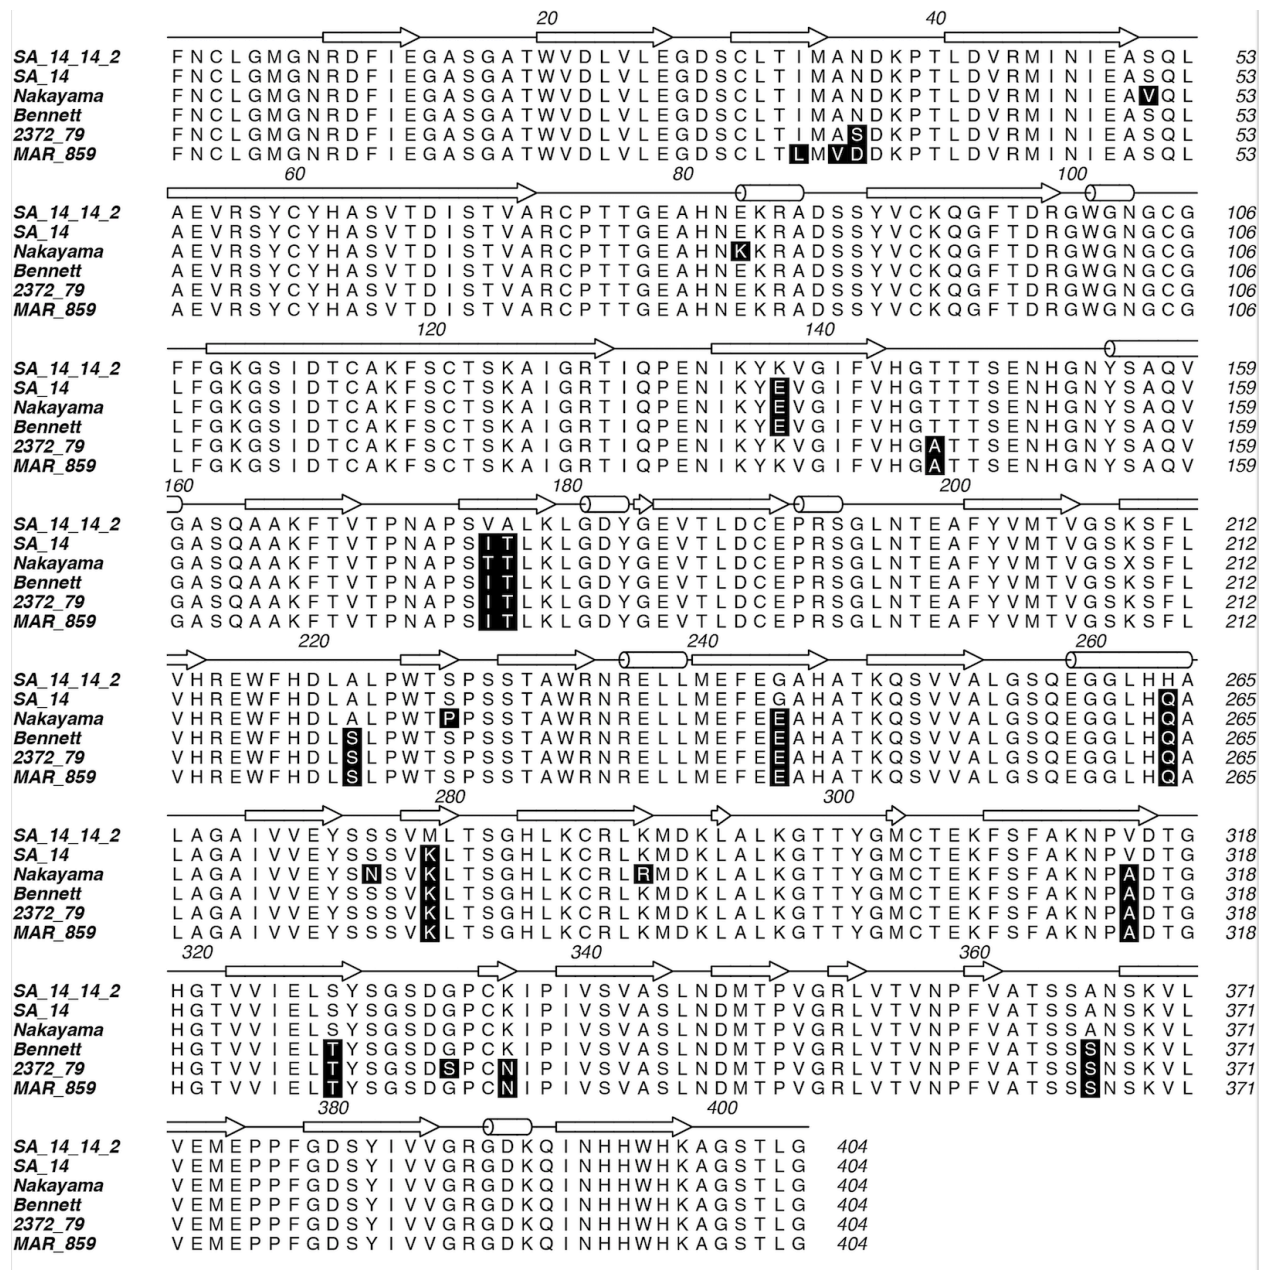 20 40
SA_14_14_2 FNCLGMGNRDFIEGASGATWVDLVLEGDSCLTIMANDKPTLDVRMINIEASQL 53
SA_14 FNCLGMGNRDFIEGASGATWVDLVLEGDSCLTIMANDKPTLDVRMINIEASQL 53
Nakayama FNCLGMGNRDFIEGASGATWVDLVLEGDSCLTIMANDKPTLDVRMINIEAVQL 53
Bennett FNCLGMGNRDFIEGASGATWVDLVLEGDSCLTIMANDKPTLDVRMINIEASQL 53
2372_79 FNCLGMGNRDFIEGASGATWVDLVLEGDSCLTIMASDKPTLDVRMINIEASQL 53
MAR_859 FNCLGMGNRDFIEGASGATWVDLVLEGDSCLTLMVDDKPTLDVRMINIEASQL 53
60 80 100
SA_14_14_2 AEVRSYCYHASVTDISTVARCPTTGEAHNEKRADSSYVCKQGFTDRGWGNGCG 106
SA_14 AEVRSYCYHASVTDISTVARCPTTGEAHNEKRADSSYVCKQGFTDRGWGNGCG 106
Nakayama AEVRSYCYHASVTDISTVARCPTTGEAHNKKRADSSYVCKQGFTDRGWGNGCG 106
Bennett AEVRSYCYHASVTDISTVARCPTTGEAHNEKRADSSYVCKQGFTDRGWGNGCG 106
2372_79 AEVRSYCYHASVTDISTVARCPTTGEAHNEKRADSSYVCKQGFTDRGWGNGCG 106
MAR_859 AEVRSYCYHASVTDISTVARCPTTGEAHNEKRADSSYVCKQGFTDRGWGNGCG 106
120 140
SA_14_14_2 FFGKGSIDTCAKFSCTSKAIGRTIQPENIKYKVGIFVHGTTTSENHGNYSAQV 159
SA_14 LFGKGSIDTCAKFSCTSKAIGRTIQPENIKYEVGIFVHGTTTSENHGNYSAQV 159
Nakayama LFGKGSIDTCAKFSCTSKAIGRTIQPENIKYEVGIFVHGTTTSENHGNYSAQV 159
Bennett LFGKGSIDTCAKFSCTSKAIGRTIQPENIKYEVGIFVHGTTTSENHGNYSAQV 159
2372_79 LFGKGSIDTCAKFSCTSKAIGRTIQPENIKYKVGIFVHGATTSENHGNYSAQV 159
MAR_859 LFGKGSIDTCAKFSCTSKAIGRTIQPENIKYKVGIFVHGATTSENHGNYSAQV 159
160 180 200
SA_14_14_2 GASQAAKFTVTPNAPSVALKLGDYGEVTLDCEPRSGLNTEAFYVMTVGSKSFL 212
SA_14 GASQAAKFTVTPNAPSITLKLGDYGEVTLDCEPRSGLNTEAFYVMTVGSKSFL 212
Nakayama GASQAAKFTVTPNAPSTTLKLGDYGEVTLDCEPRSGLNTEAFYVMTVGSXSFL 212
Bennett GASQAAKFTVTPNAPSITLKLGDYGEVTLDCEPRSGLNTEAFYVMTVGSKSFL 212
2372_79 GASQAAKFTVTPNAPSITLKLGDYGEVTLDCEPRSGLNTEAFYVMTVGSKSFL 212
MAR_859 GASQAAKFTVTPNAPSITLKLGDYGEVTLDCEPRSGLNTEAFYVMTVGSKSFL 212
220 240 260
SA_14_14_2 VHREWFHDLALPWTSPSSTAWRNRELLMEFEGAHATKQSVVALGSQEGGLHHA 265
SA_14 VHREWFHDLALPWTSPSSTAWRNRELLMEFEGAHATKQSVVALGSQEGGLHQA 265
Nakayama VHREWFHDLALPWTPPSSTAWRNRELLMEFEEAHATKQSVVALGSQEGGLHQA 265
Bennett VHREWFHDLSLPWTSPSSTAWRNRELLMEFEEAHATKQSVVALGSQEGGLHQA 265
2372_79 VHREWFHDLSLPWTSPSSTAWRNRELLMEFEEAHATKQSVVALGSQEGGLHQA 265
MAR_859 VHREWFHDLSLPWTSPSSTAWRNRELLMEFEEAHATKQSVVALGSQEGGLHQA 265
280 300
SA_14_14_2 LAGAIVVEYSSSVMLTSGHLKCRLKMDKLALKGTTYGMCTEKFSFAKNPVDTG 318
SA_14 LAGAIVVEYSSSVKLTSGHLKCRLKMDKLALKGTTYGMCTEKFSFAKNPVDTG 318
Nakayama LAGAIVVEYSNSVKLTSGHLKCRLRMDKLALKGTTYGMCTEKFSFAKNPADTG 318
Bennett LAGAIVVEYSSSVKLTSGHLKCRLKMDKLALKGTTYGMCTEKFSFAKNPADTG 318
2372_79 LAGAIVVEYSSSVKLTSGHLKCRLKMDKLALKGTTYGMCTEKFSFAKNPADTG 318
MAR_859 LAGAIVVEYSSSVKLTSGHLKCRLKMDKLALKGTTYGMCTEKFSFAKNPADTG 318
320 340 360
SA_14_14_2 HGTVVIELSYSGSDGPCKIPIVSVASLNDMTPVGRLVTVNPFVATSSANSKVL 371
SA_14 HGTVVIELSYSGSDGPCKIPIVSVASLNDMTPVGRLVTVNPFVATSSANSKVL 371
Nakayama HGTVVIELSYSGSDGPCKIPIVSVASLNDMTPVGRLVTVNPFVATSSANSKVL 371
Bennett HGTVVIELTYSGSDGPCKIPIVSVASLNDMTPVGRLVTVNPFVATSSSNSKVL 371
2372_79 HGTVVIELTYSGSDSPCNIPIVSVASLNDMTPVGRLVTVNPFVATSSSNSKVL 371
MAR_859 HGTVVIELTYSGSDGPCNIPIVSVASLNDMTPVGRLVTVNPFVATSSSNSKVL 371
380 400
SA_14_14_2 VEMEPPFGDSYIVVGRGDKQINHHWHKAGSTLG 404
SA_14 VEMEPPFGDSYIVVGRGDKQINHHWHKAGSTLG 404
Nakayama VEMEPPFGDSYIVVGRGDKQINHHWHKAGSTLG 404
Bennett VEMEPPFGDSYIVVGRGDKQINHHWHKAGSTLG 404
2372_79 VEMEPPFGDSYIVVGRGDKQINHHWHKAGSTLG 404
MAR_859 VEMEPPFGDSYIVVGRGDKQINHHWHKAGSTLG 404